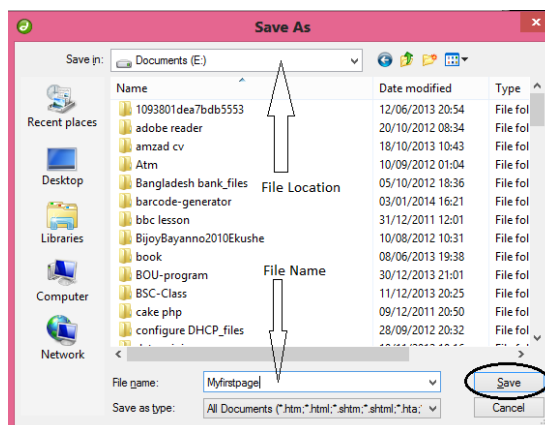 Save As
Save in: Documents (E:)
Name Date modified Type
Recent places
Desktop
Libraries
Computer
Network
1093801dea7bdb5553 12/06/2013 20:54 File fol
adobe reader 20/10/2012 08:34 File fol
amzad cv 18/10/2013 10:43 File fol
Atm 10/09/2012 01:04 File fol
Bangladesh bank_files 05/10/2012 18:36 File fol
barcode-generator 03/01/2014 16:21 File fol
bbc lesson 31/12/2011 12:01 File fol
BijoyBayanno2010Ekushe 10/08/2012 10:31 File fol
book 08/06/2013 19:38 File fol
BOU-program 30/12/2013 21:01 File fol
BSC-Class 11/12/2013 20:25 File fol
cake php 09/12/2011 20:50 File fol
configure DHCP_files 28/09/2012 20:32 File fol
File Location
File Name
File name: Myfirstpage Save
Save as type: All Documents (*.htm;*.html;*.shtm;*.shtml;*.hta; Cancel